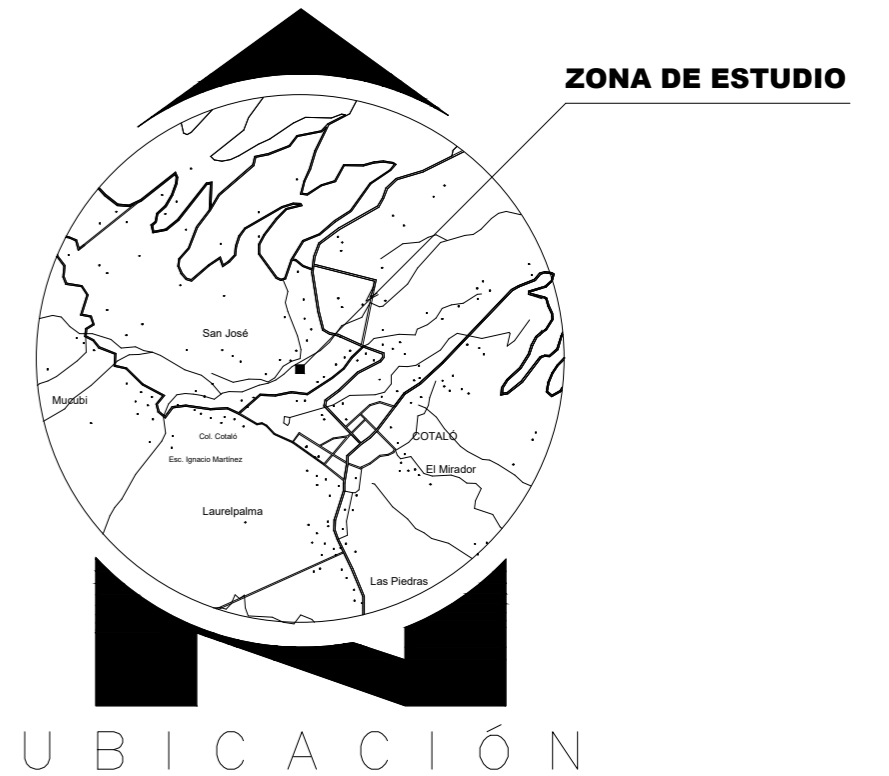 ZONA DE ESTUDIO
San José
Mucubi
Col. Cotaló
COTALÓ
Esc. Ignacio Martínez
El Mirador
Laurelpalma
Las Piedras
N
UBICACIÓN